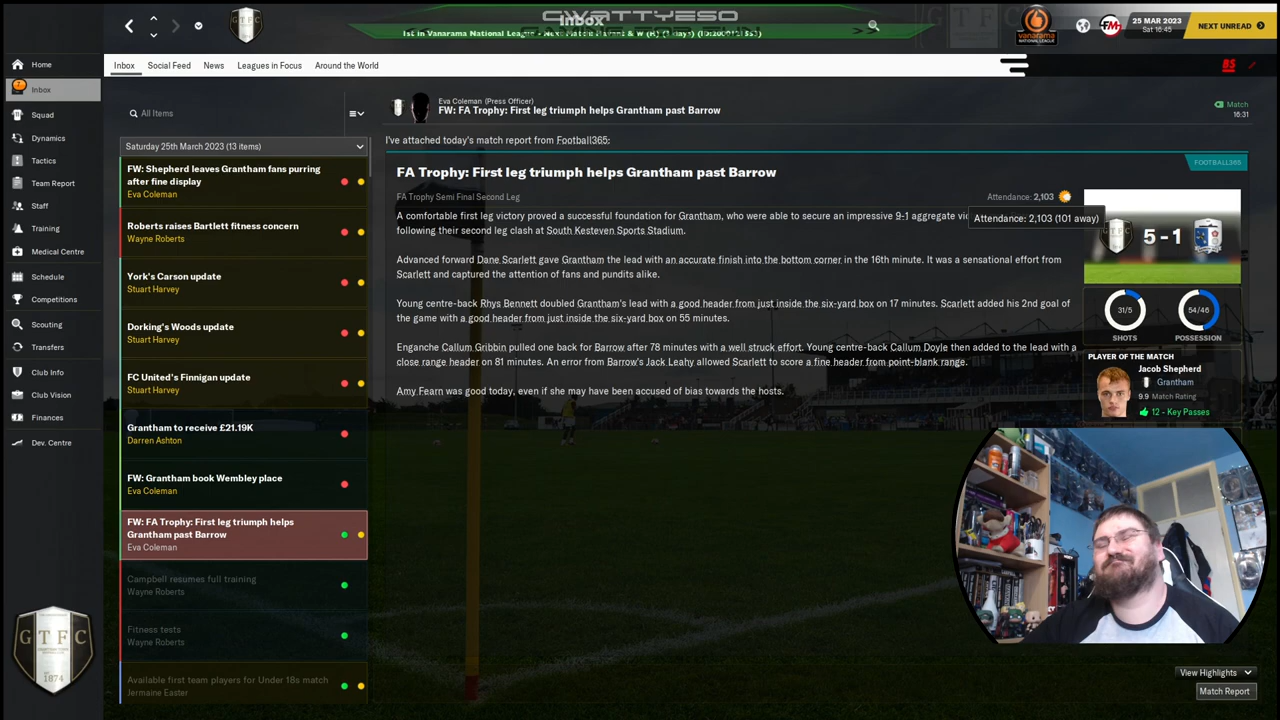 GWATTYESO
Inbox
1st in Vanarama National League - Next Match: Havant & W (H) (3 days)
vanarama
NATIONAL LEAGUE
FM
25 MAR 2023
Sat 16:45
NEXT UNREAD
Home
Inbox
Squad
Dynamics
Tactics
Team Report
Staff
Training
Medical Centre
Schedule
Competitions
Scouting
Transfers
Club Info
Club Vision
Finances
Dev. Centre
GTFC
1874
Inbox
Social Feed
News
Leagues in Focus
Around the World
BS
All Items
Saturday 25th March 2023 (13 items)
FW: Shepherd leaves Grantham fans purring
after fine display
Eva Coleman
Roberts raises Bartlett fitness concern
Wayne Roberts
York's Carson update
Stuart Harvey
Dorking's Woods update
Stuart Harvey
FC United's Finnigan update
Stuart Harvey
Grantham to receive £21.19K
Darren Ashton
FW: Grantham book Wembley place
Eva Coleman
FW: FA Trophy: First leg triumph helps
Grantham past Barrow
Eva Coleman
Campbell resumes full training
Wayne Roberts
Fitness tests
Wayne Roberts
Available first team players for Under 18s match
Jermaine Easter
Eva Coleman (Press Officer)
FW: FA Trophy: First leg triumph helps Grantham past Barrow
Match
16:31
I've attached today's match report from Football365:
FOOTBALL365
FA Trophy: First leg triumph helps Grantham past Barrow
FA Trophy Semi Final Second Leg
Attendance: 2,103
Attendance: 2,103 (101 away)
A comfortable first leg victory proved a successful foundation for Grantham, who were able to secure an impressive 9-1 aggregate
following their second leg clash at South Kesteven Sports Stadium.
Advanced forward Dane Scarlett gave Grantham the lead with an accurate finish into the bottom corner in the 16th minute. It was a sensational effort from
Scarlett and captured the attention of fans and pundits alike.
Young centre-back Rhys Bennett doubled Grantham's lead with a good header from just inside the six-yard box on 17 minutes. Scarlett added his 2nd goal of
the game with a good header from just inside the six-yard box on 55 minutes.
Enganche Callum Gribbin pulled one back for Barrow after 78 minutes with a well struck effort. Young centre-back Callum Doyle then added to the lead with a
close range header on 81 minutes. An error from Barrow's Jack Leahy allowed Scarlett to score a fine header from point-blank range.
Amy Fearn was good today, even if she may have been accused of bias towards the hosts.
5 - 1
31/5
SHOTS
54/46
POSSESSION
PLAYER OF THE MATCH
Jacob Shepherd
Grantham
9.9 Match Rating
12 - Key Passes
View Highlights
Match Report